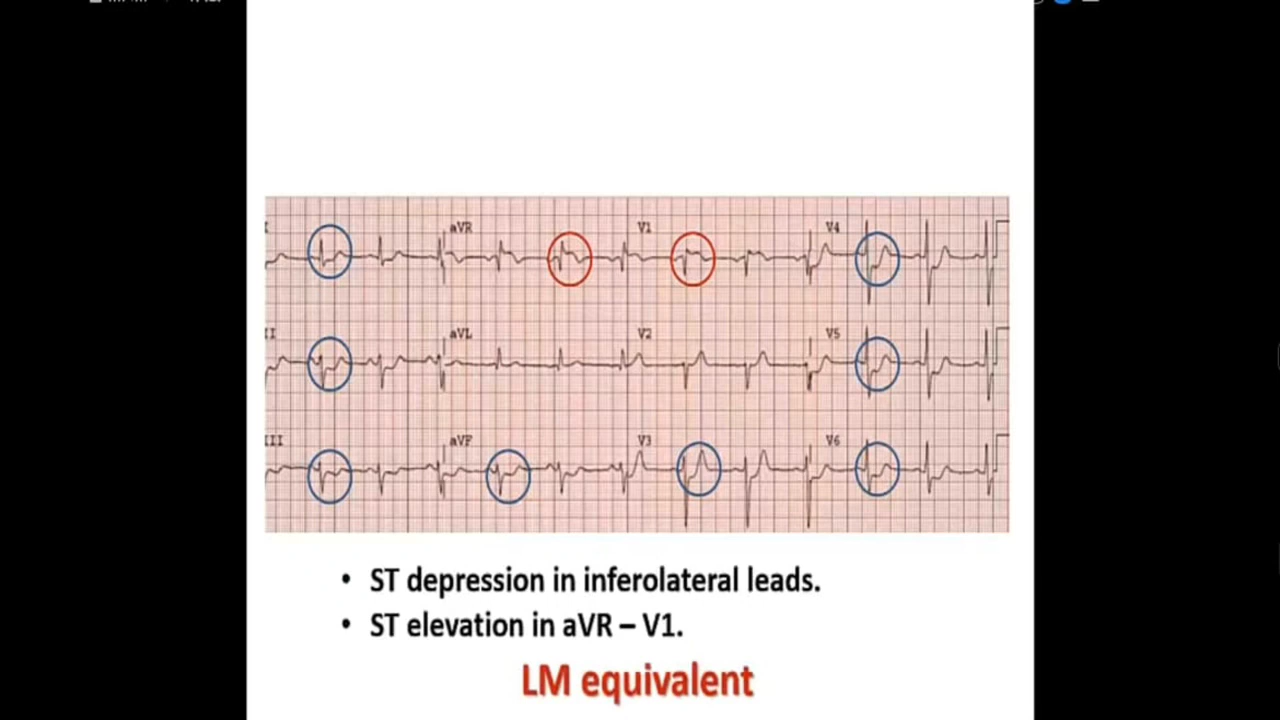 I aVR V1 V4
II aVL V2 V5
III aVF V3 V6
• ST depression in inferolateral leads.
• ST elevation in aVR – V1.
LM equivalent